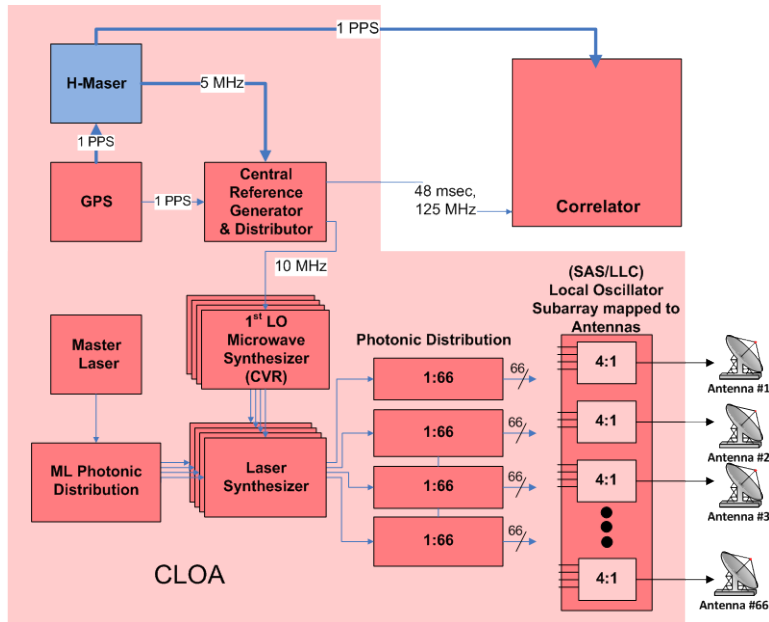 1 PPS
H-Maser
5 MHz
1 PPS
GPS
1 PPS
Central
Reference
Generator
& Distributor
48 msec,
125 MHz
Correlator
10 MHz
(SAS/LLC)
Local Oscillator
Subarray mapped to
Antennas
Master
Laser
1st LO
Microwave
Synthesizer
(CVR)
Photonic Distribution
1:66
66
4:1
Antenna #1
1:66
66
4:1
Antenna #2
ML Photonic
Distribution
Laser
Synthesizer
1:66
66
4:1
Antenna #3
1:66
66
4:1
Antenna #66
CLOA